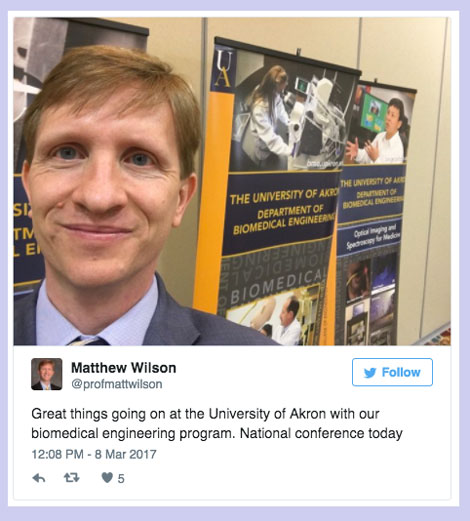 UA
THE UNIVERSITY OF AKRO
DEPARTMENT OF
BIOMEDICAL ENGINEERING
BIOMEDICAL
THE UNIVERSITY OF AKRON
DEPARTMENT OF
BIOMEDICAL ENGINEERING
Optical Imaging and
Spectroscopy for Medicine
Matthew Wilson
@profmattwilson
Follow
Great things going on at the University of Akron with our
biomedical engineering program. National conference today
12:08 PM - 8 Mar 2017
5